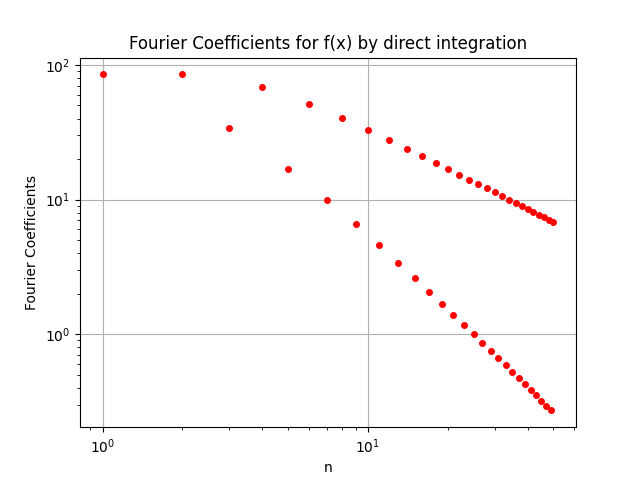 Fourier Coefficients for f(x) by direct integration
Fourier Coefficients
10²
10¹
10⁰
10⁰
10¹
n